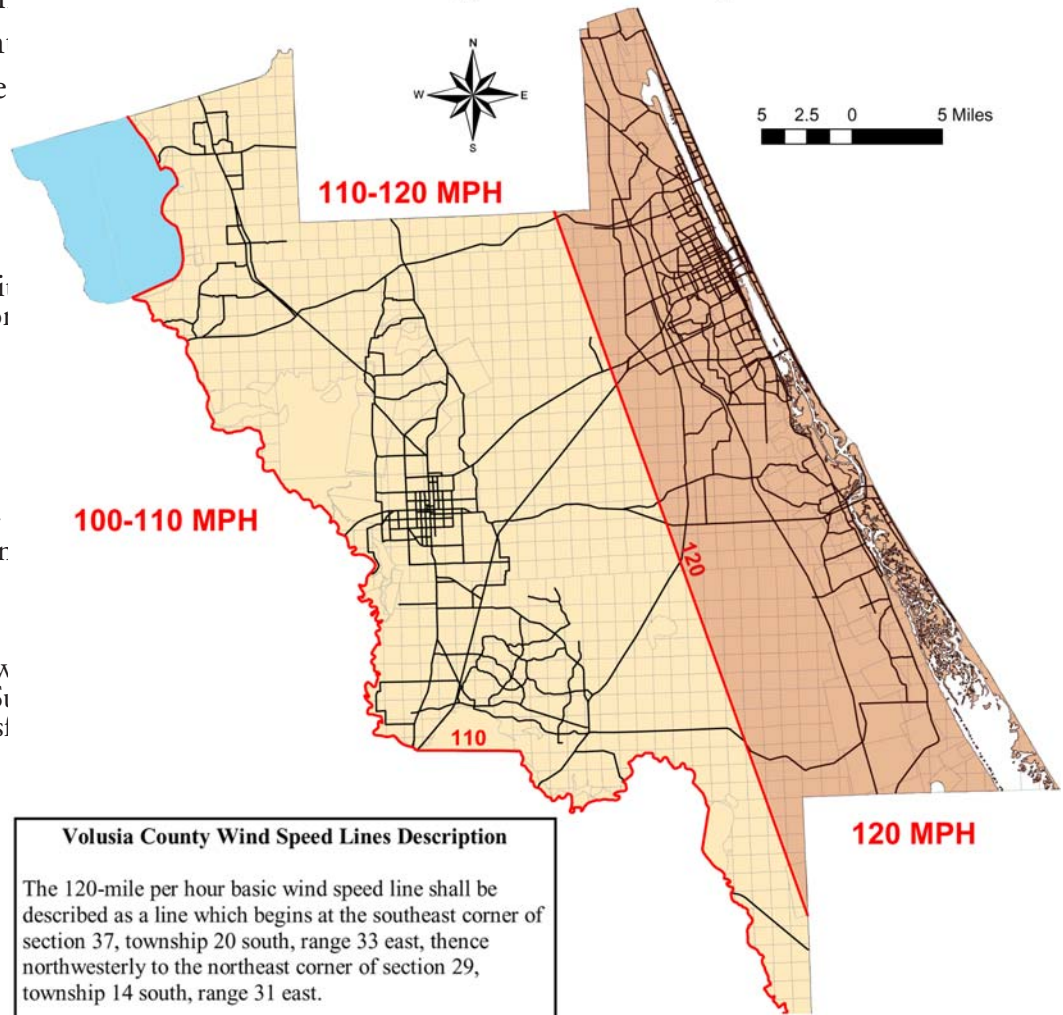 N
W E
S
5 2.5 0 5 Miles
110-120 MPH
100-110 MPH
120
110
120 MPH
Volusia County Wind Speed Lines Description
The 120-mile per hour basic wind speed line shall be
described as a line which begins at the southeast corner of
section 37, township 20 south, range 33 east, thence
northwesterly to the northeast corner of section 29,
township 14 south, range 31 east.